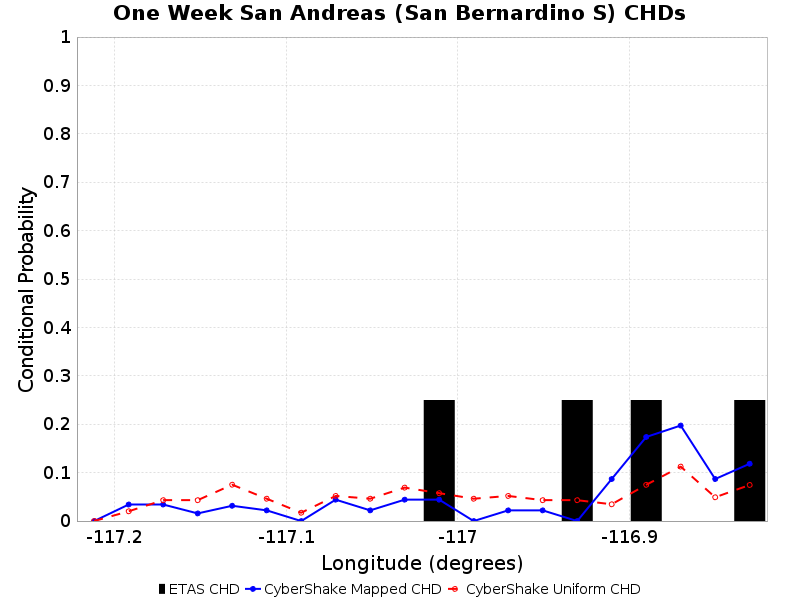 One Week San Andreas (San Bernardino S) CHDs
Conditional Probability
1
0.9
0.8
0.7
0.6
0.5
0.4
0.3
0.2
0.1
0
-117.2 -117.1 -117 -116.9
Longitude (degrees)
ETAS CHD CyberShake Mapped CHD CyberShake Uniform CHD